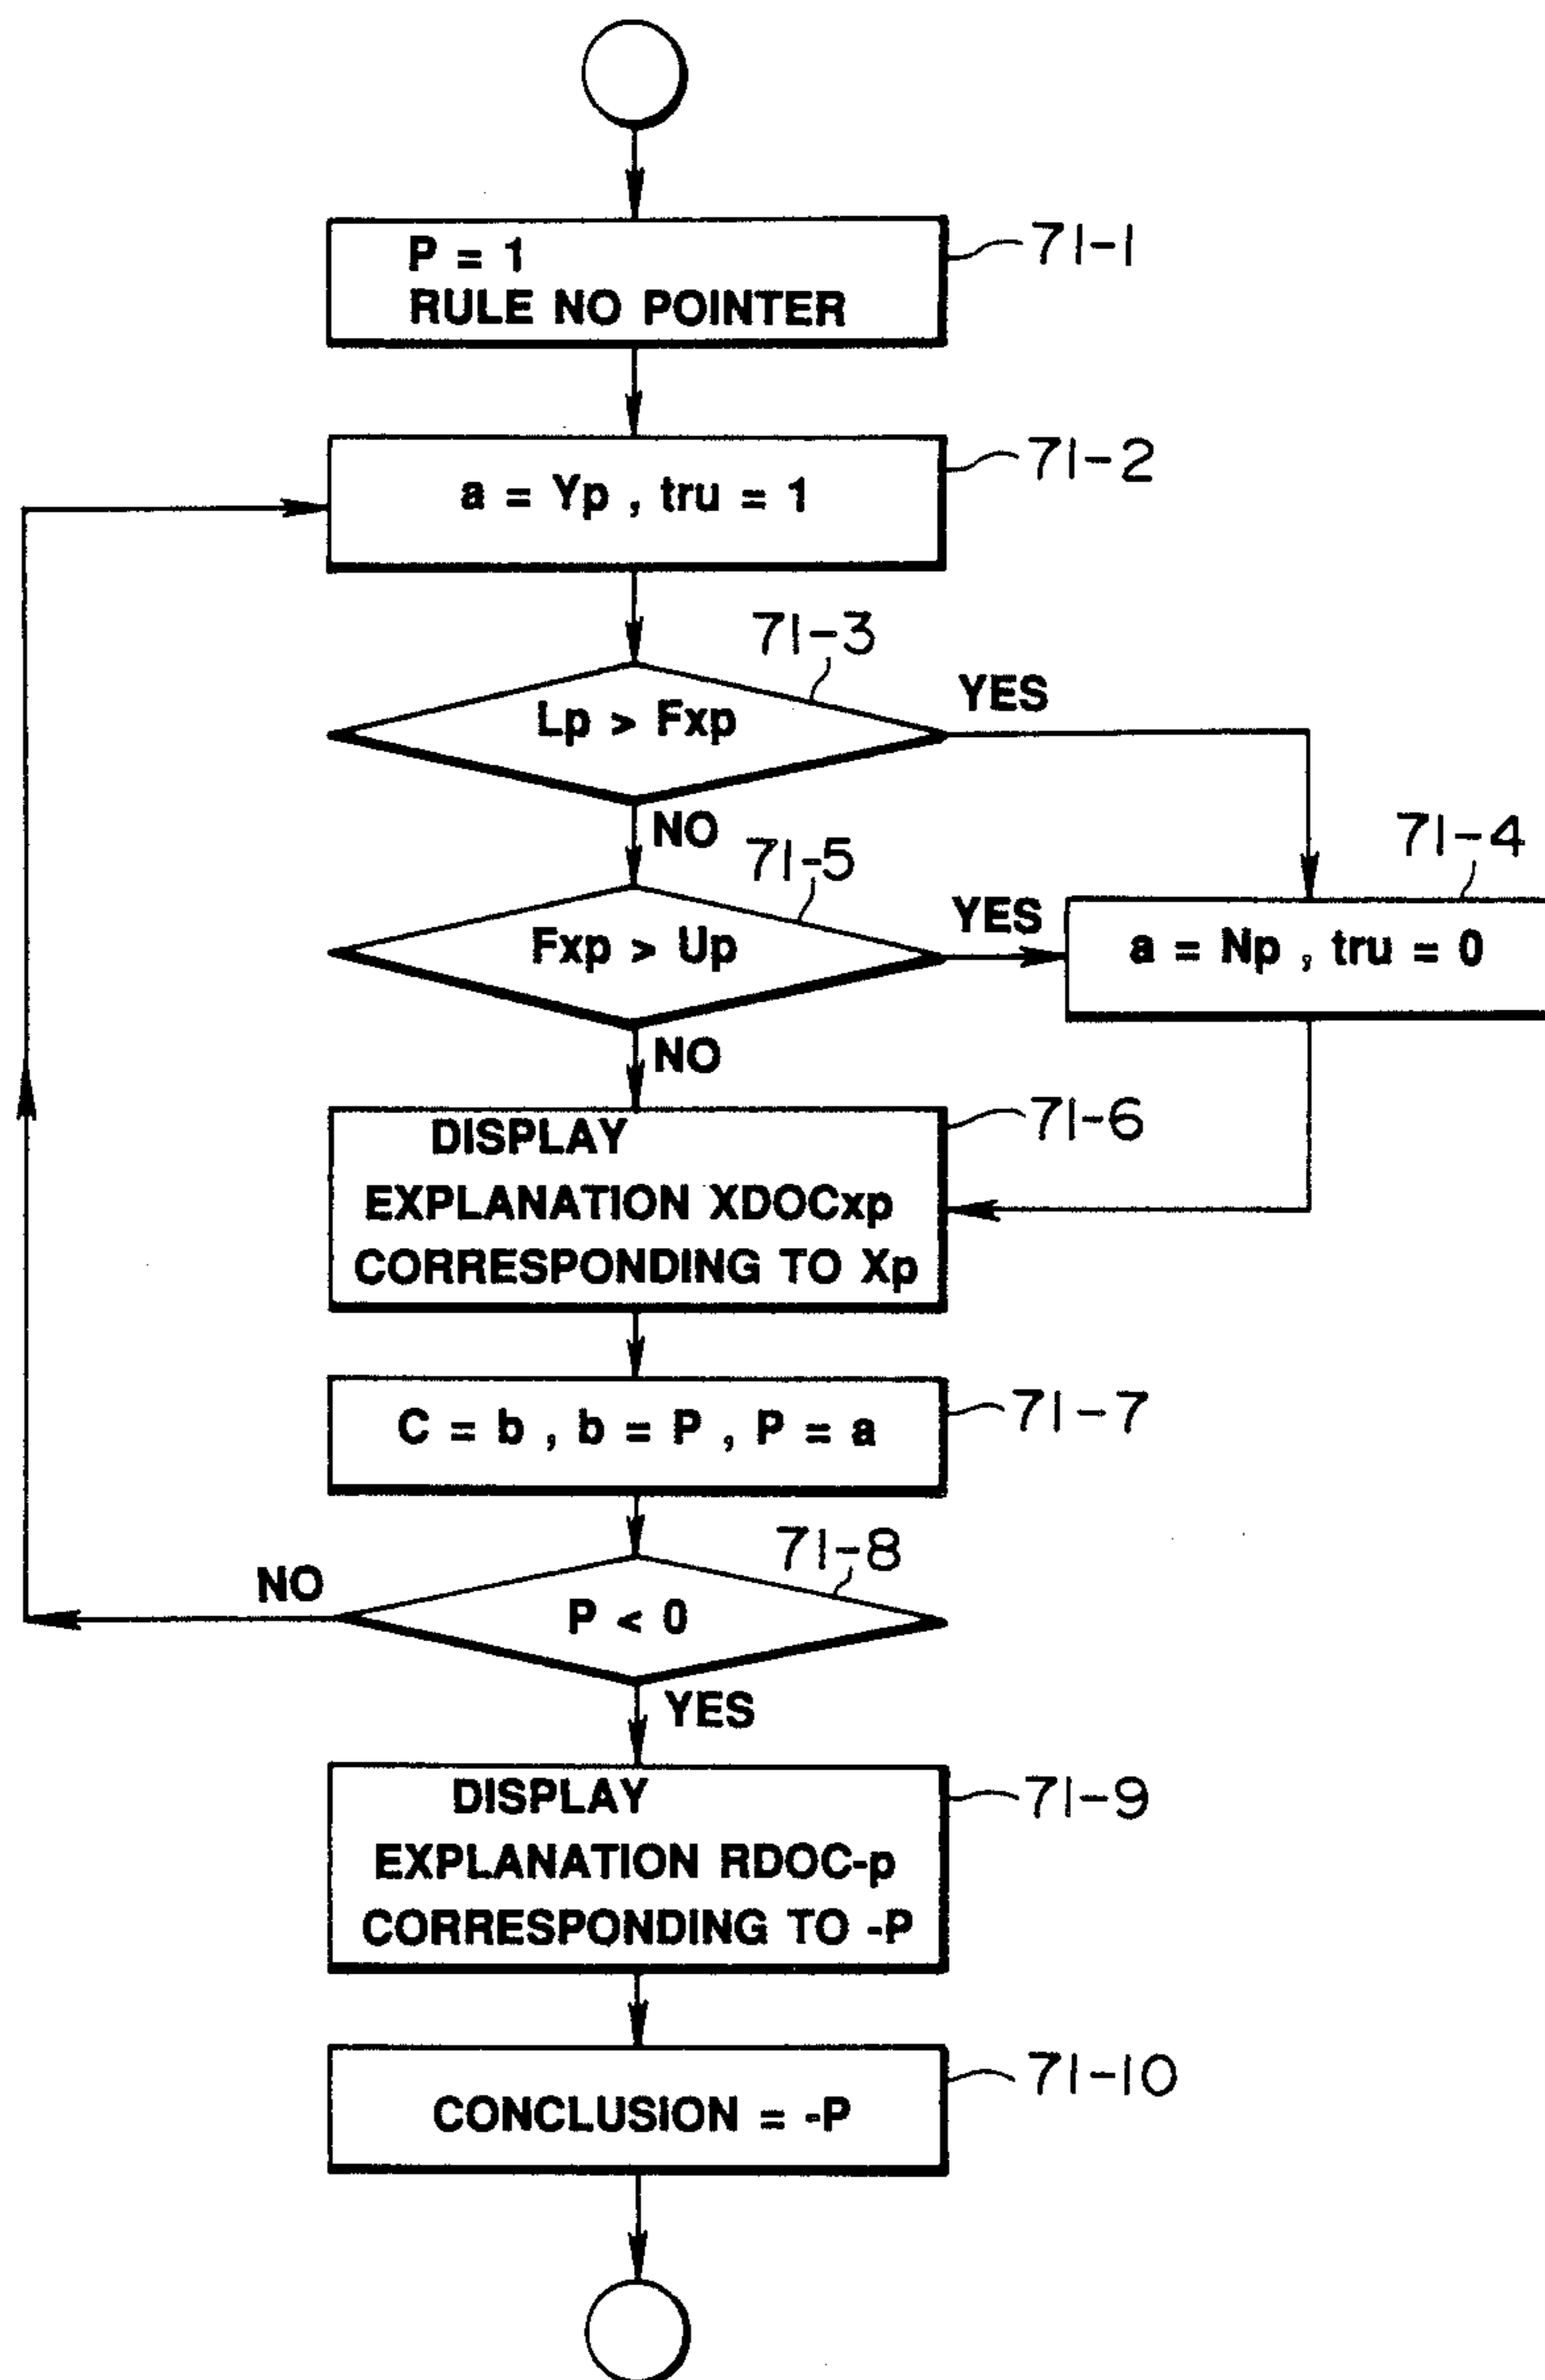 P = 1
RULE NO POINTER
71-1
a = Yp , tru = 1
71-2
71-3
Lp > Fxp
YES
NO
71-5
71-4
Fxp > Up
YES
a = Np , tru = 0
NO
71-6
DISPLAY
EXPLANATION XDOCxp
CORRESPONDING TO Xp
71-7
C = b , b = P , P = a
71-8
NO
P < 0
YES
71-9
DISPLAY
EXPLANATION RDOC-p
CORRESPONDING TO -P
71-10
CONCLUSION = -P